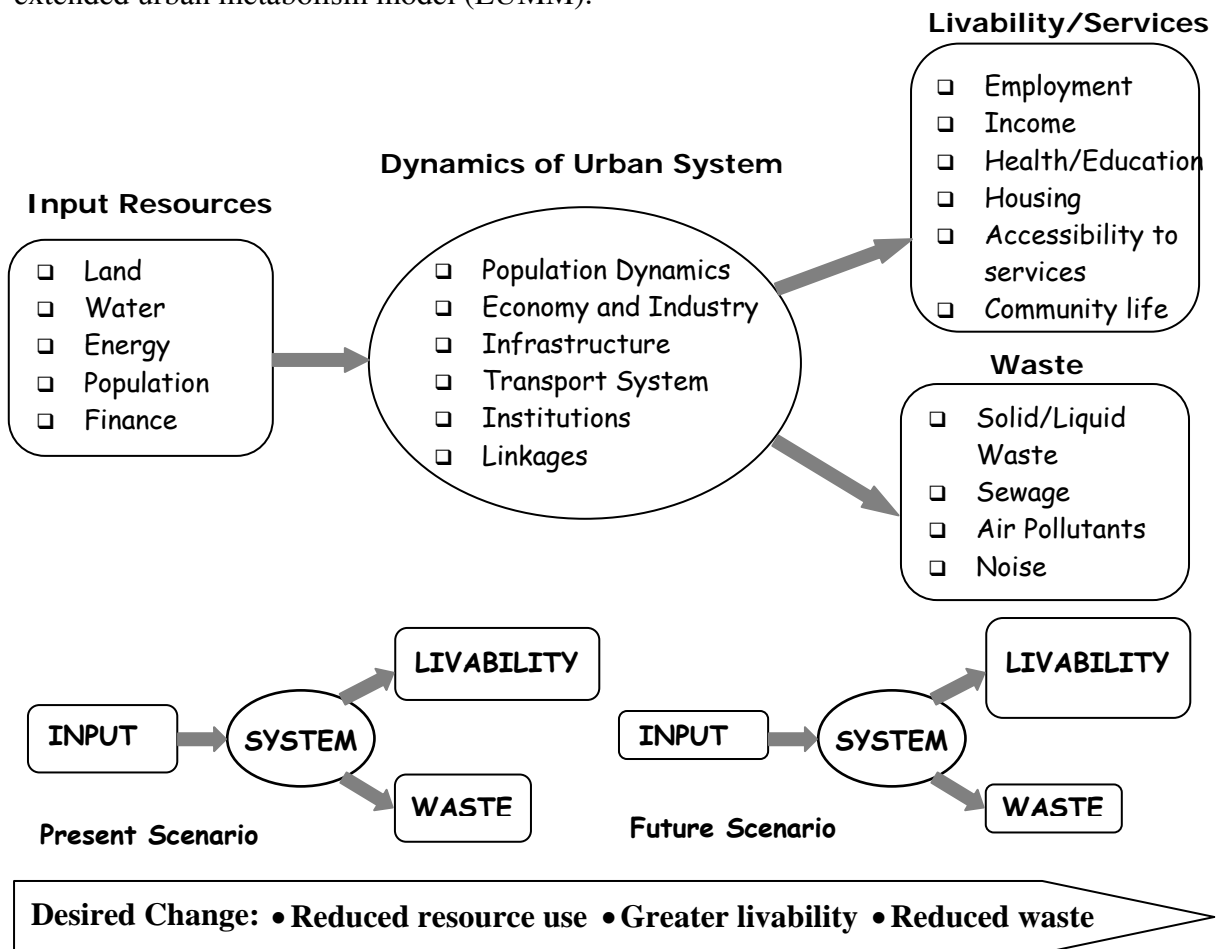 extended urban metabolism model (EUMM).
Livability/Services
❑ Employment
❑ Income
❑ Health/Education
❑ Housing
❑ Accessibility to
services
❑ Community life
Dynamics of Urban System
❑ Population Dynamics
❑ Economy and Industry
❑ Infrastructure
❑ Transport System
❑ Institutions
❑ Linkages
Input Resources
❑ Land
❑ Water
❑ Energy
❑ Population
❑ Finance
Waste
❑ Solid/Liquid
Waste
❑ Sewage
❑ Air Pollutants
❑ Noise
LIVABILITY
INPUT
SYSTEM
WASTE
Present Scenario
LIVABILITY
INPUT
SYSTEM
WASTE
Future Scenario
Desired Change: • Reduced resource use • Greater livability • Reduced waste